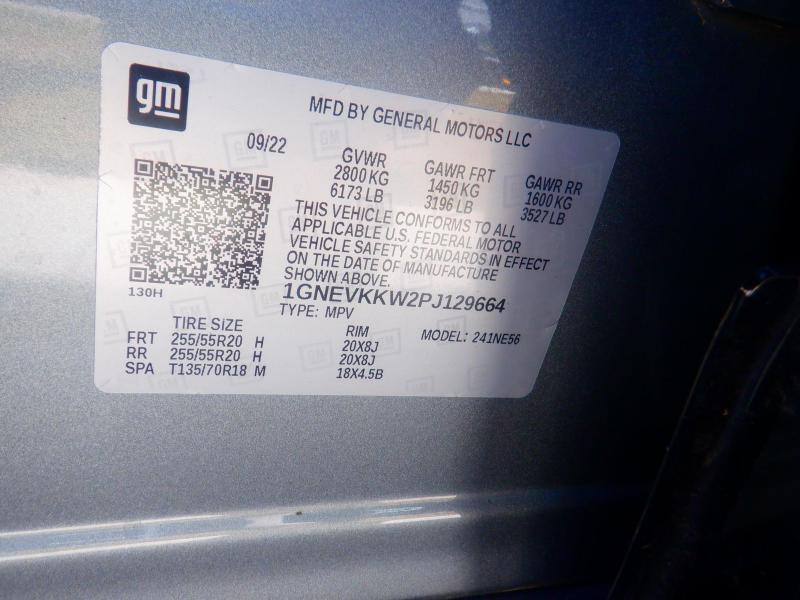 gm
MFD BY GENERAL MOTORS LLC
09/22
GVWR GAWR FRT GAWR RR
2800 KG 1450 KG 1600 KG
6173 LB 3196 LB 3527 LB
THIS VEHICLE CONFORMS TO ALL
APPLICABLE U.S. FEDERAL MOTOR
VEHICLE SAFETY STANDARDS IN EFFECT
ON THE DATE OF MANUFACTURE
SHOWN ABOVE.
130H
1GNEVKKW2PJ129664
TYPE: MPV
TIRE SIZE RIM MODEL: 241NE56
FRT 255/55R20 H 20X8J
RR 255/55R20 H 20X8J
SPA T135/70R18 M 18X4.5B